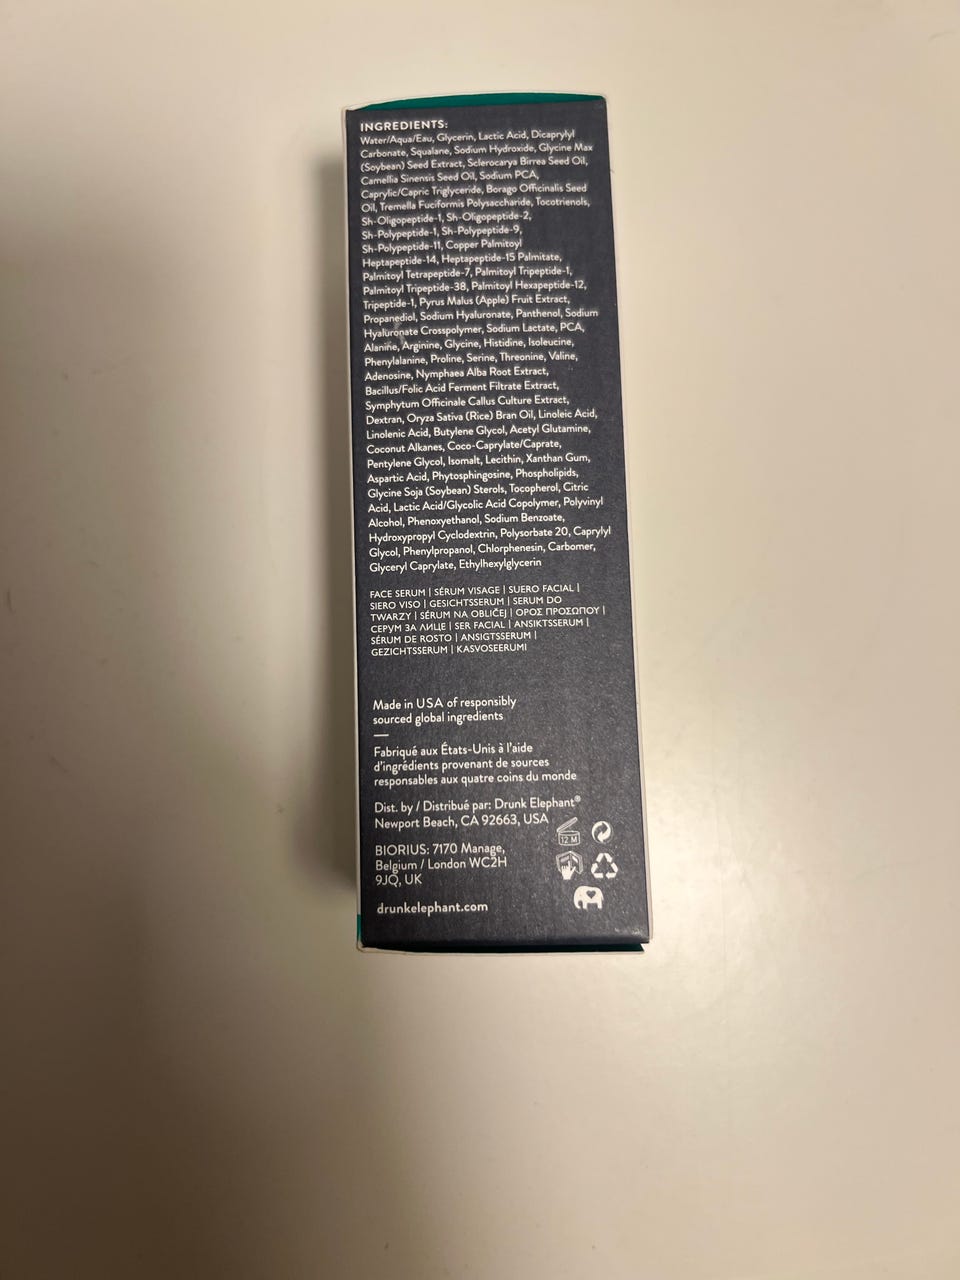 INGREDIENTS:
Water/Aqua/Eau, Glycerin, Lactic Acid, Dicaprylyl
Carbonate, Squalane, Sodium Hydroxide, Glycine Max
(Soybean) Seed Extract, Sclerocarya Birrea Seed Oil,
Camellia Sinensis Seed Oil, Sodium PCA,
Caprylic/Capric Triglyceride, Borago Officinalis Seed
Oil, Tremella Fuciformis Polysaccharide, Tocotrienols,
Sh-Oligopeptide-1, Sh-Oligopeptide-2,
Sh-Polypeptide-1, Sh-Polypeptide-9,
Sh-Polypeptide-11, Copper Palmitoyl
Heptapeptide-14, Heptapeptide-15 Palmitate,
Palmitoyl Tetrapeptide-7, Palmitoyl Tripeptide-1,
Palmitoyl Tripeptide-38, Palmitoyl Hexapeptide-12,
Tripeptide-1, Pyrus Malus (Apple) Fruit Extract,
Propanediol, Sodium Hyaluronate, Panthenol, Sodium
Hyaluronate Crosspolymer, Sodium Lactate, PCA,
Alanine, Arginine, Glycine, Histidine, Isoleucine,
Phenylalanine, Proline, Serine, Threonine, Valine,
Adenosine, Nymphaea Alba Root Extract,
Bacillus/Folic Acid Ferment Filtrate Extract,
Symphytum Officinale Callus Culture Extract,
Dextran, Oryza Sativa (Rice) Bran Oil, Linoleic Acid,
Linolenic Acid, Butylene Glycol, Acetyl Glutamine,
Coconut Alkanes, Coco-Caprylate/Caprate,
Pentylene Glycol, Isomalt, Lecithin, Xanthan Gum,
Aspartic Acid, Phytosphingosine, Phospholipids,
Glycine Soja (Soybean) Sterols, Tocopherol, Citric
Acid, Lactic Acid/Glycolic Acid Copolymer, Polyvinyl
Alcohol, Phenoxyethanol, Sodium Benzoate,
Hydroxypropyl Cyclodextrin, Polysorbate 20, Caprylyl
Glycol, Phenylpropanol, Chlorphenesin, Carbomer,
Glyceryl Caprylate, Ethylhexylglycerin
FACE SERUM | SÉRUM VISAGE | SUERO FACIAL |
SIERO VISO | GESICHTSSERUM | SERUM DO
TWARZY | SÉRUM NA OBLIČEJ | ΟΡΟΣ ΠΡΟΣΩΠΟΥ |
СЕРУМ ЗА ЛИЦЕ | SER FACIAL | ANSIKTSSERUM |
SÉRUM DE ROSTO | ANSIGTSSERUM |
GEZICHTSSERUM | KASVOSEERUMI
Made in USA of responsibly
sourced global ingredients
Fabriqué aux États-Unis à l'aide
d'ingrédients provenant de sources
responsables aux quatre coins du monde
Dist. by / Distribué par: Drunk Elephant®
Newport Beach, CA 92663, USA
12 M
BIORIUS: 7170 Manage,
Belgium / London WC2H
9JQ, UK
drunkelephant.com